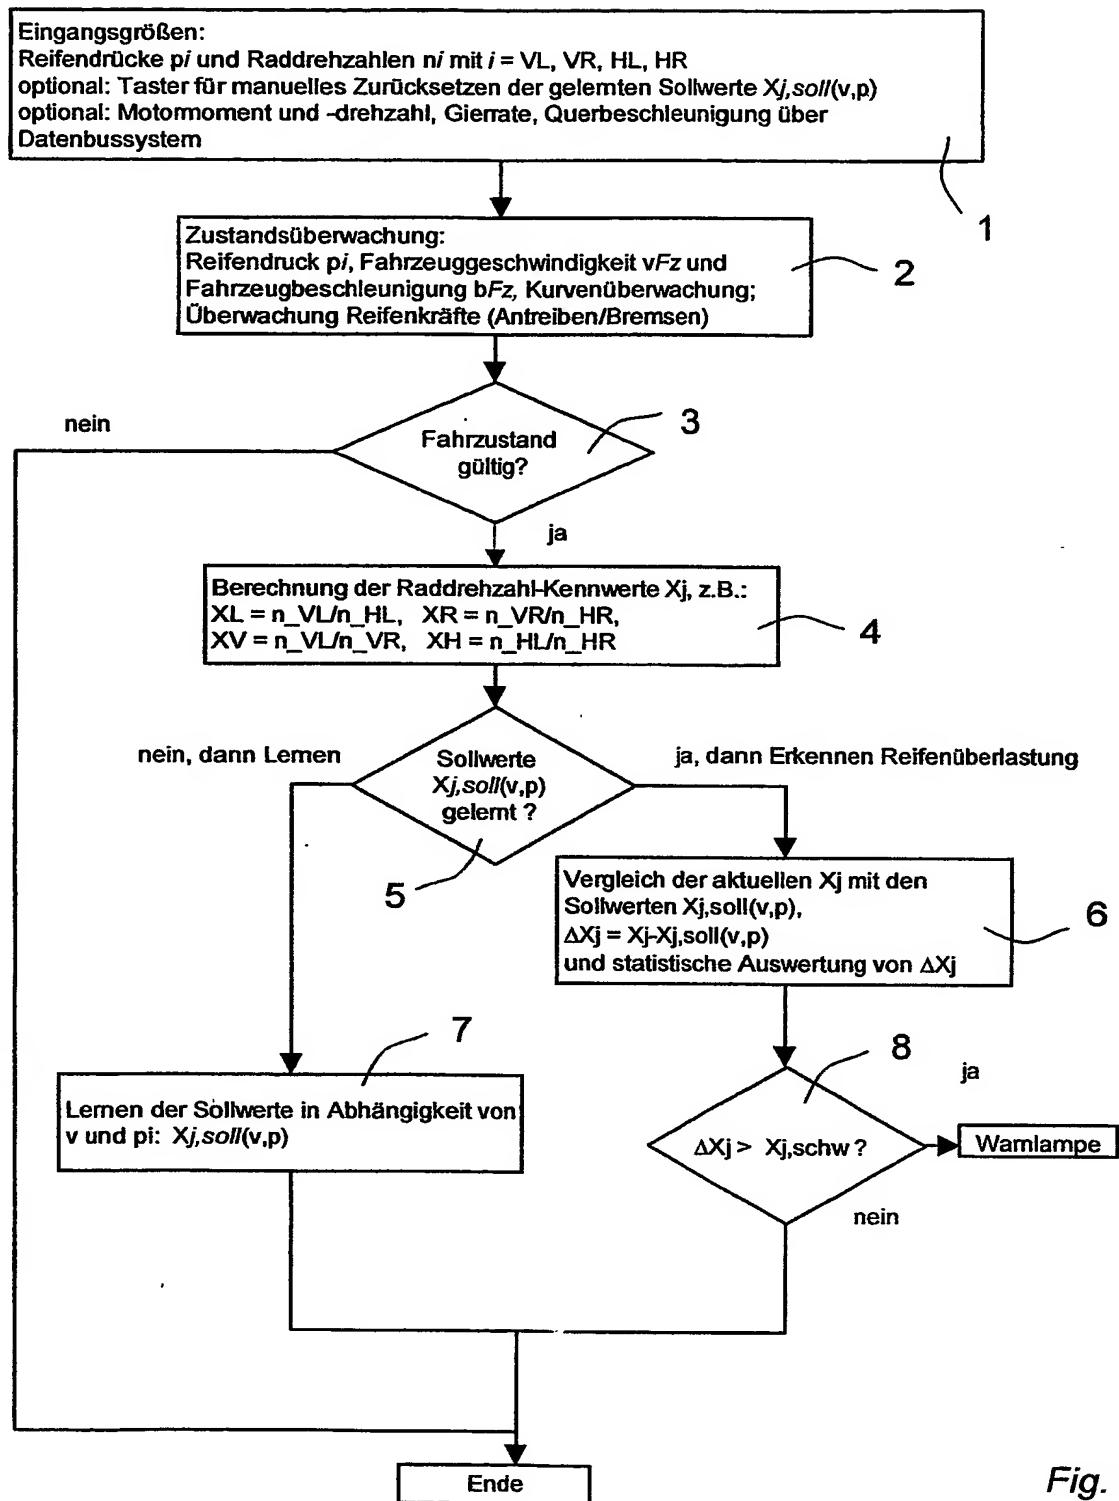 Eingangsgrößen:
Reifendrücke pi und Raddrehzahlen ni mit i = VL, VR, HL, HR
optional: Taster für manuelles Zurücksetzen der gelernten Sollwerte Xj,soll(v,p)
optional: Motormoment und -drehzahl, Gierrate, Querbeschleunigung über
Datenbussystem
1
Zustandsüberwachung:
Reifendruck pi, Fahrzeuggeschwindigkeit vFz und
Fahrzeugbeschleunigung bFz, Kurvenüberwachung;
Überwachung Reifenkräfte (Antreiben/Bremsen)
2
nein
Fahrzustand
gültig?
3
ja
Berechnung der Raddrehzahl-Kennwerte Xj, z.B.:
XL = n_VL/n_HL, XR = n_VR/n_HR,
XV = n_VL/n_VR, XH = n_HL/n_HR
4
nein, dann Lernen
Sollwerte
Xj,soll(v,p)
gelernt ?
5
ja, dann Erkennen Reifenüberlastung
Vergleich der aktuellen Xj mit den
Sollwerten Xj,soll(v,p),
ΔXj = Xj-Xj,soll(v,p)
und statistische Auswertung von ΔXj
6
7
Lernen der Sollwerte in Abhängigkeit von
v und pi: Xj,soll(v,p)
8
ja
ΔXj > Xj,schw ?
Warnlampe
nein
Ende
Fig.